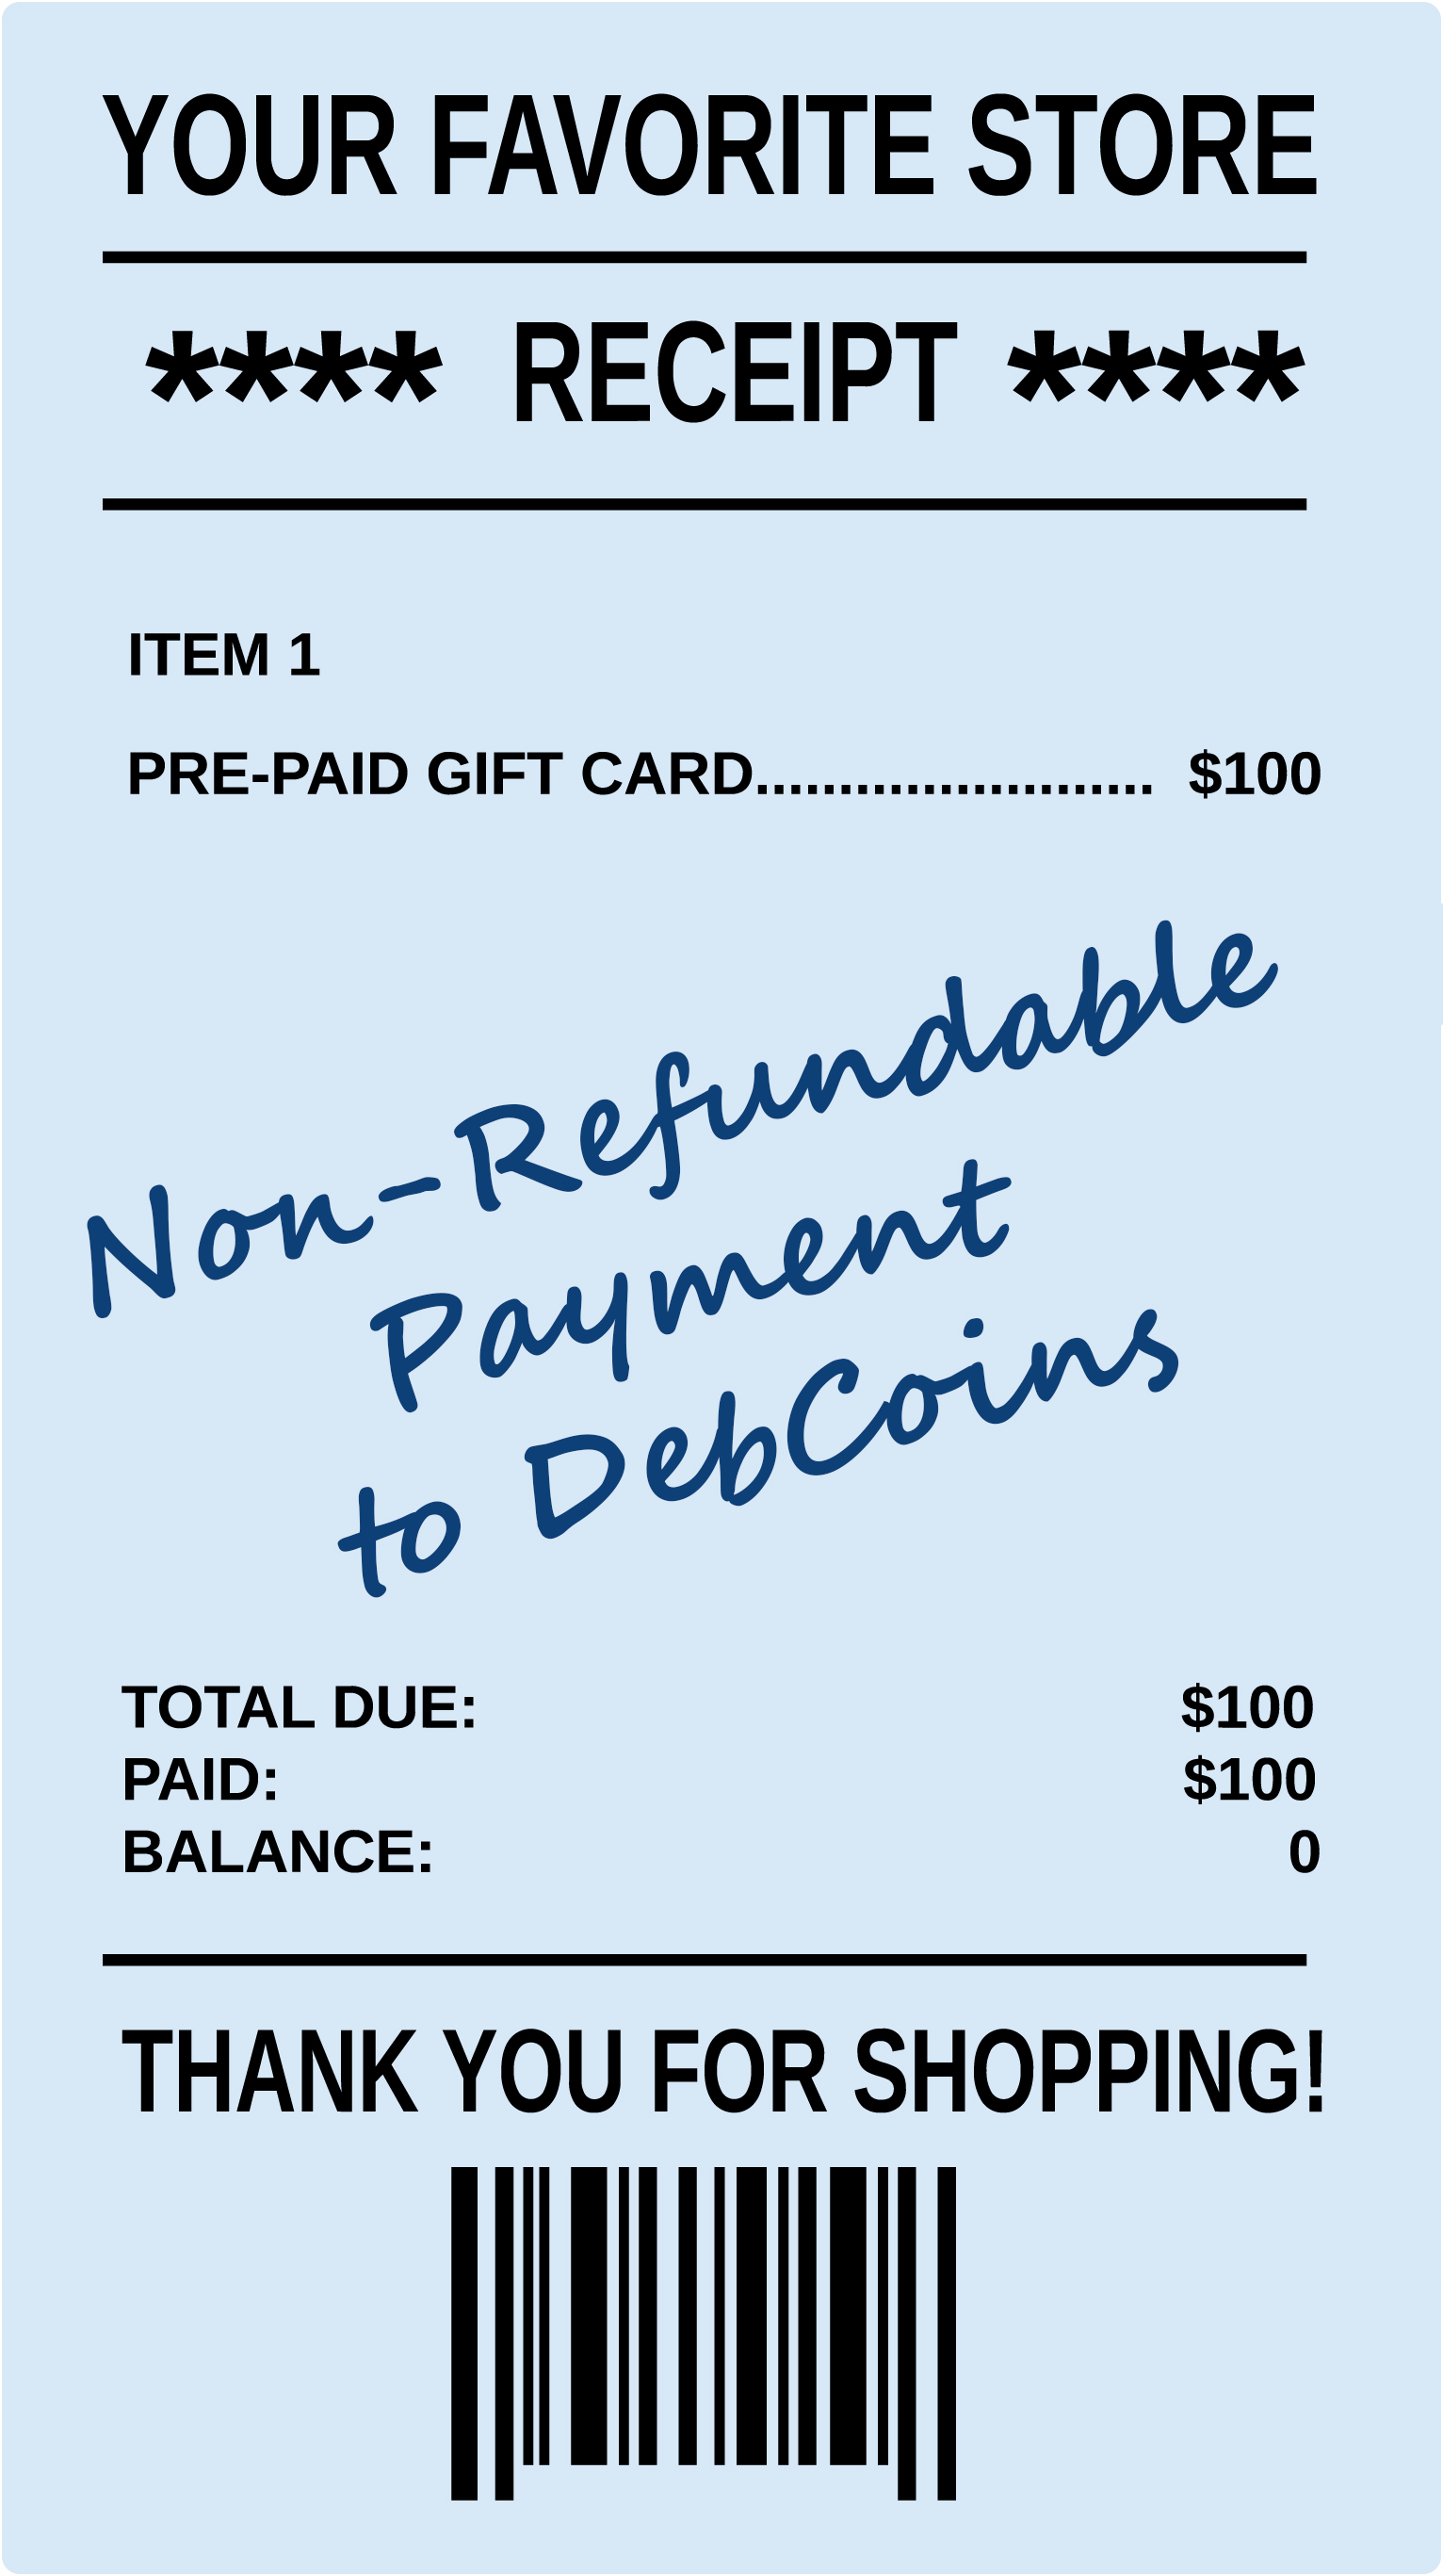 YOUR FAVORITE STORE
**** RECEIPT ****
ITEM 1
PRE-PAID GIFT CARD........................ $100
Non-Refundable
Payment
to DebCoins
TOTAL DUE: $100
PAID: $100
BALANCE: 0
THANK YOU FOR SHOPPING!